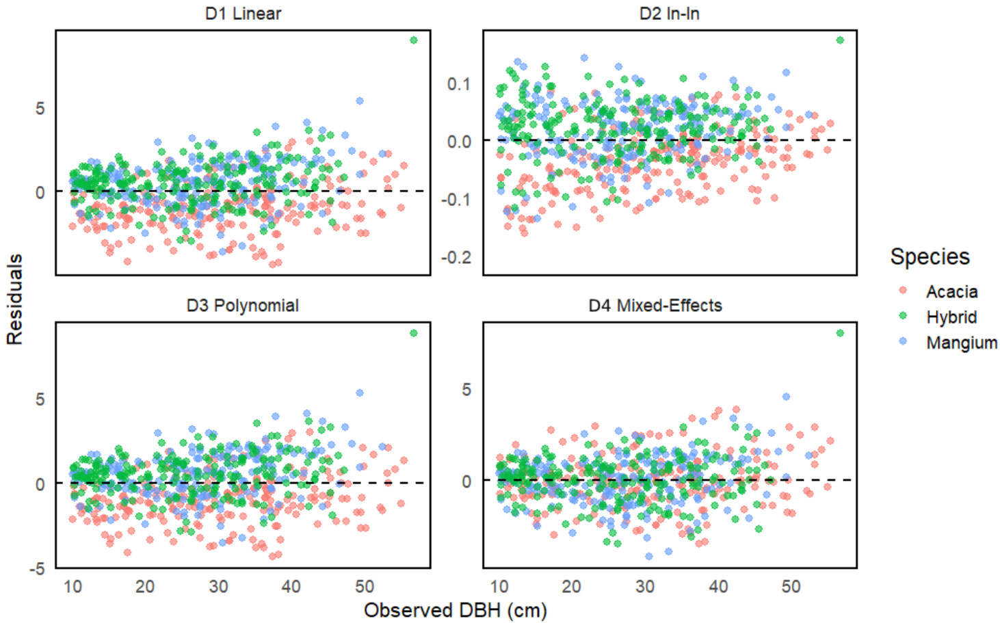 D1 Linear
D2 ln-ln
5
0
0.1
0.0
-0.1
-0.2
D3 Polynomial
D4 Mixed-Effects
5
0
-5
5
0
10 20 30 40 50
10 20 30 40 50
Observed DBH (cm)
Residuals
Species
Acacia
Hybrid
Mangium